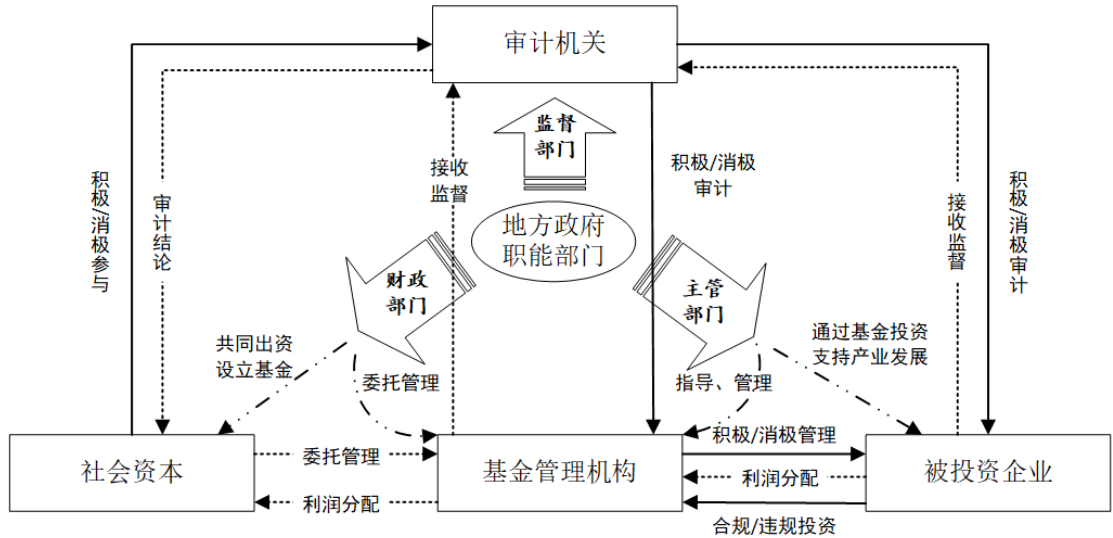 审计机关
监督
部门
接收
监督
积极/消极
审计
积极/消极参与
审计结论
接收监督
积极/消极审计
地方政府
职能部门
财政
部门
主管
部门
共同出资
设立基金
委托管理
指导、管理
通过基金投资
支持产业发展
社会资本
委托管理
利润分配
基金管理机构
积极/消极管理
利润分配
合规/违规投资
被投资企业